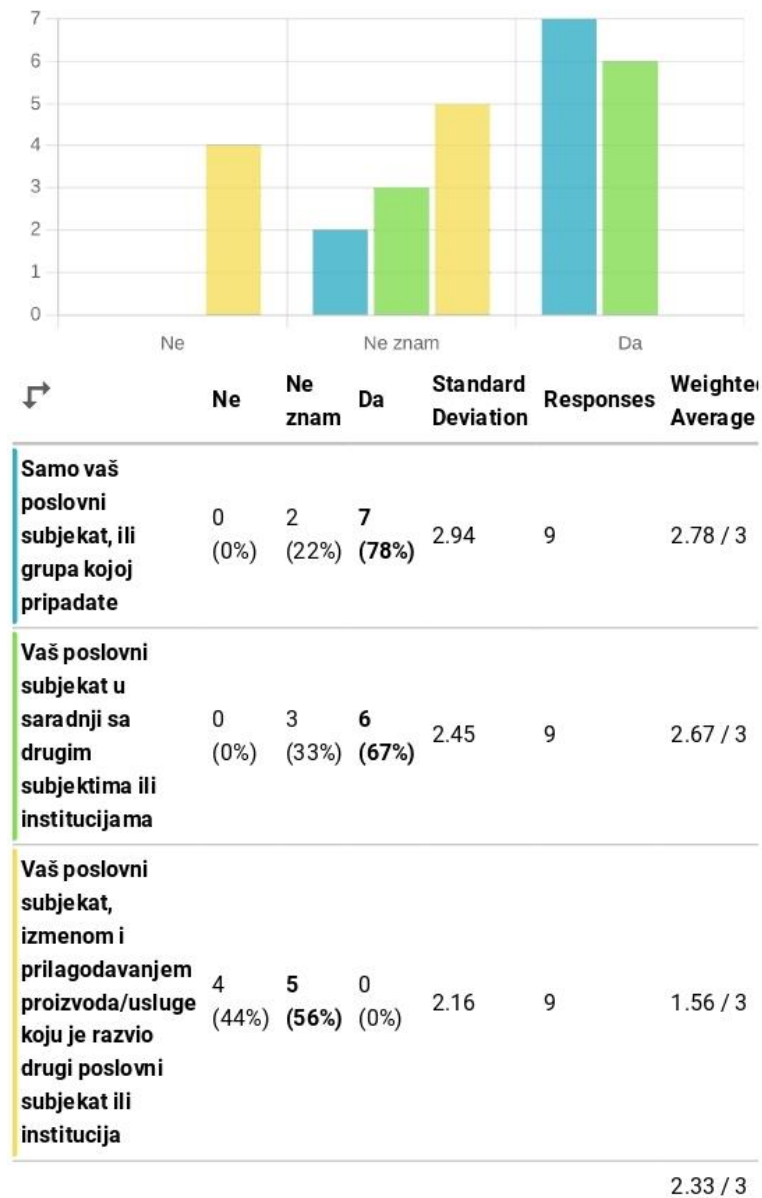 7
6
5
4
3
2
1
0
Ne
Ne znam
Da
Ne
Ne
znam
Da
Standard
Deviation
Responses
Weighte
Average
Samo vaš
poslovni
subjekat, ili
grupa kojoj
pripadate
0
(0%)
2
(22%)
7
(78%)
2.94
9
2.78 / 3
Vaš poslovni
subjekat u
saradnji sa
drugim
subjektima ili
institucijama
0
(0%)
3
(33%)
6
(67%)
2.45
9
2.67 / 3
Vaš poslovni
subjekat,
izmenom i
prilagodavanjem
proizvoda/usluge
koju je razvio
drugi poslovni
subjekat ili
institucija
4
(44%)
5
(56%)
0
(0%)
2.16
9
1.56 / 3
2.33 / 3